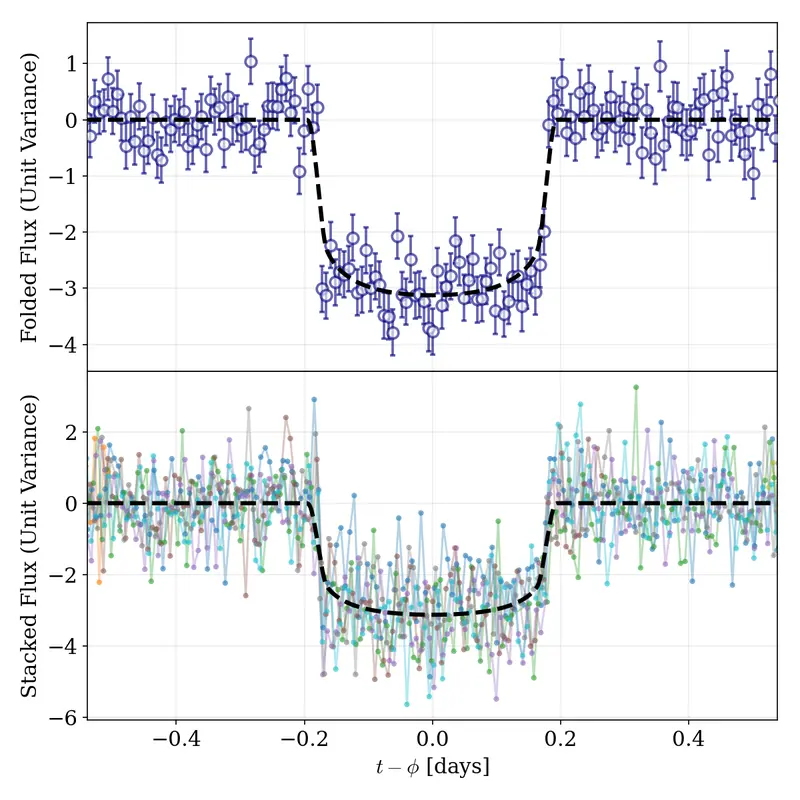 Folded Flux (Unit Variance)
1
0
−1
−2
−3
−4
Stacked Flux (Unit Variance)
2
0
−2
−4
−6
−0.4 −0.2 0.0 0.2 0.4
t − ϕ [days]